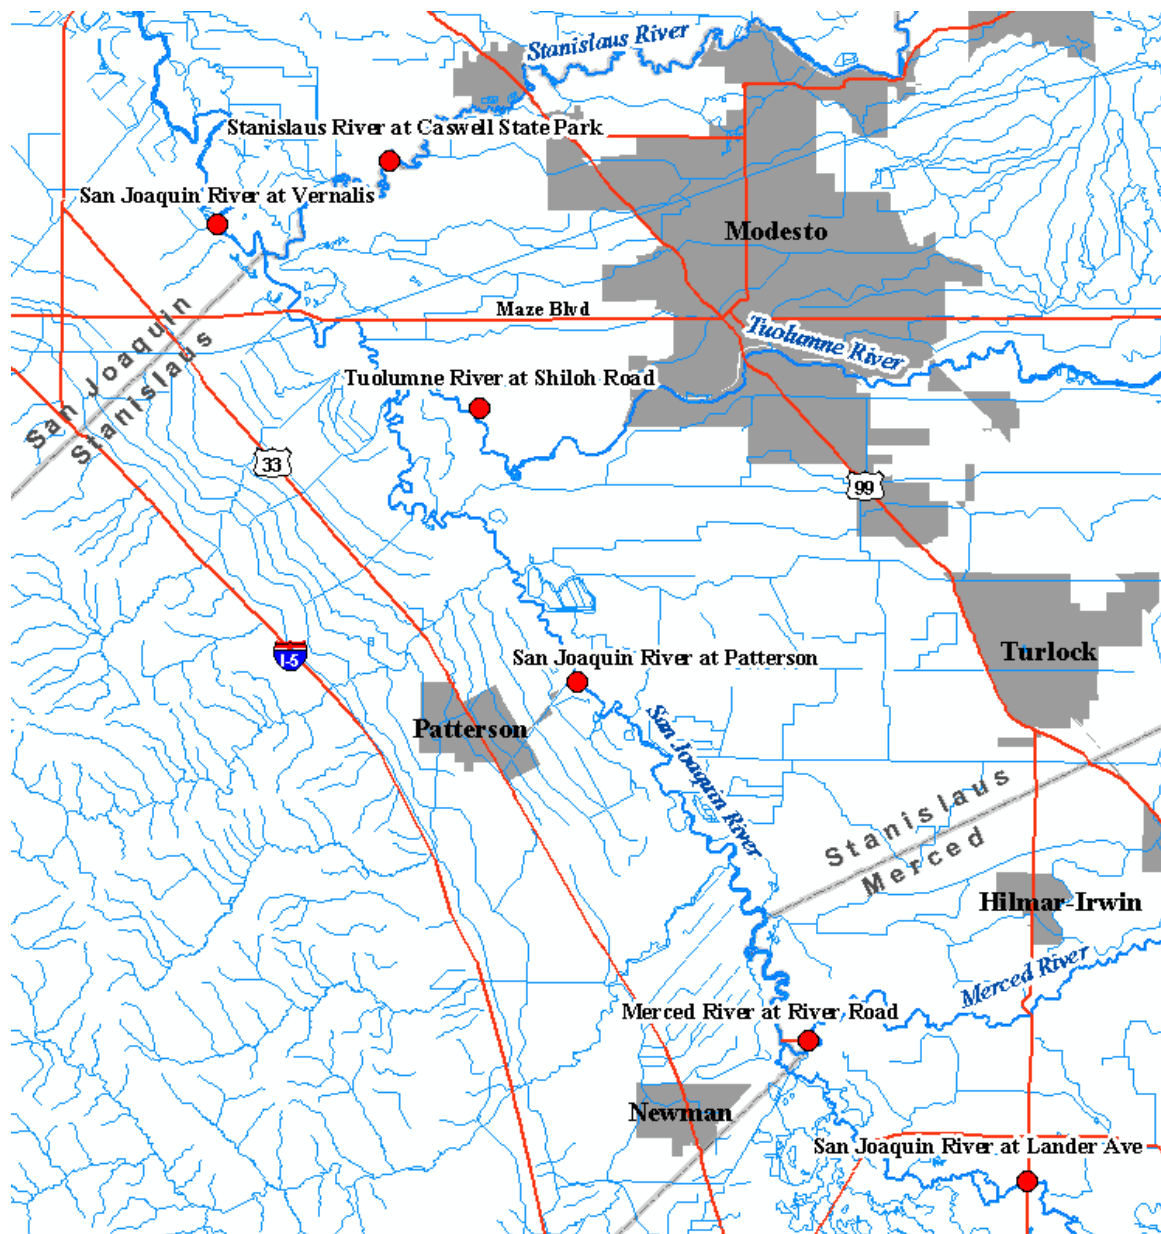 Stanislaus River
Stanislaus River at Caswell State Park
San Joaquin River at Vernalis
Modesto
Maze Blvd
San Joaquin
Stanislaus
Tuolumne River
Tuolumne River at Shiloh Road
33
99
I-5
San Joaquin River at Patterson
Turlock
Patterson
San Joaquin River
Stanislaus
Merced
Hilmar-Irwin
Merced River
Merced River at River Road
Newman
San Joaquin River at Lander Ave